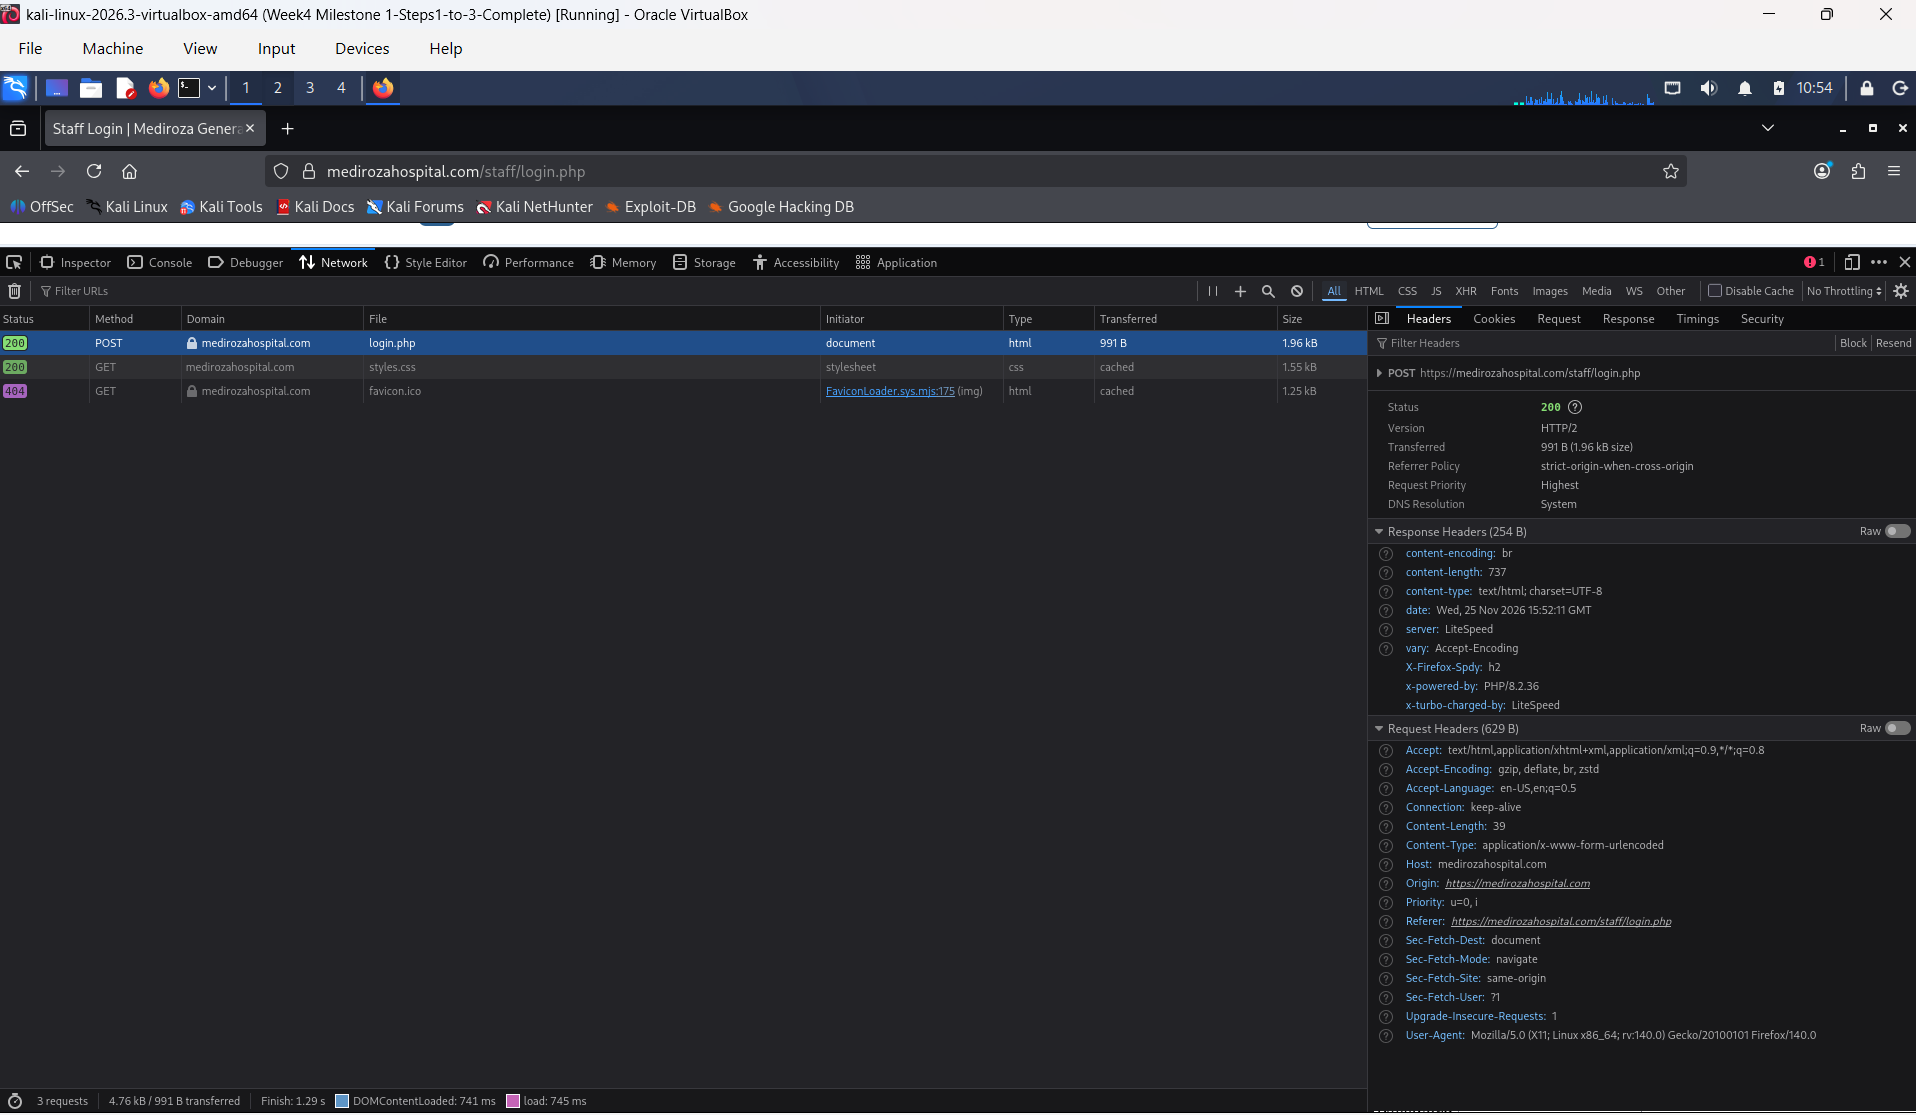 kali-linux-2026.3-virtualbox-amd64 (Week4 Milestone 1-Steps1-to-3-Complete) [Running] - Oracle VirtualBox
File Machine View Input Devices Help
1 2 3 4 10:54
Staff Login | Mediroza Genera
medirozahospital.com/staff/login.php
OffSec Kali Linux Kali Tools Kali Docs Kali Forums Kali NetHunter Exploit-DB Google Hacking DB
Inspector Console Debugger Network Style Editor Performance Memory Storage Accessibility Application 1
Filter URLs All HTML CSS JS XHR Fonts Images Media WS Other Disable Cache No Throttling
Status Method Domain File Initiator Type Transferred Size
200 POST medirozahospital.com login.php document html 991 B 1.96 kB
200 GET medirozahospital.com styles.css stylesheet css cached 1.55 kB
404 GET medirozahospital.com favicon.ico FaviconLoader.sys.mjs:175 (img) html cached 1.25 kB
Headers Cookies Request Response Timings Security
Filter Headers Block Resend
POST https://medirozahospital.com/staff/login.php
Status 200
Version HTTP/2
Transferred 991 B (1.96 kB size)
Referrer Policy strict-origin-when-cross-origin
Request Priority Highest
DNS Resolution System
Response Headers (254 B) Raw
content-encoding: br
content-length: 737
content-type: text/html; charset=UTF-8
date: Wed, 25 Nov 2026 15:52:11 GMT
server: LiteSpeed
vary: Accept-Encoding
X-Firefox-Spdy: h2
x-powered-by: PHP/8.2.36
x-turbo-charged-by: LiteSpeed
Request Headers (629 B) Raw
Accept: text/html,application/xhtml+xml,application/xml;q=0.9,*/*;q=0.8
Accept-Encoding: gzip, deflate, br, zstd
Accept-Language: en-US,en;q=0.5
Connection: keep-alive
Content-Length: 39
Content-Type: application/x-www-form-urlencoded
Host: medirozahospital.com
Origin: https://medirozahospital.com
Priority: u=0, i
Referer: https://medirozahospital.com/staff/login.php
Sec-Fetch-Dest: document
Sec-Fetch-Mode: navigate
Sec-Fetch-Site: same-origin
Sec-Fetch-User: ?1
Upgrade-Insecure-Requests: 1
User-Agent: Mozilla/5.0 (X11; Linux x86_64; rv:140.0) Gecko/20100101 Firefox/140.0
3 requests 4.76 kB / 991 B transferred Finish: 1.29 s DOMContentLoaded: 741 ms load: 745 ms